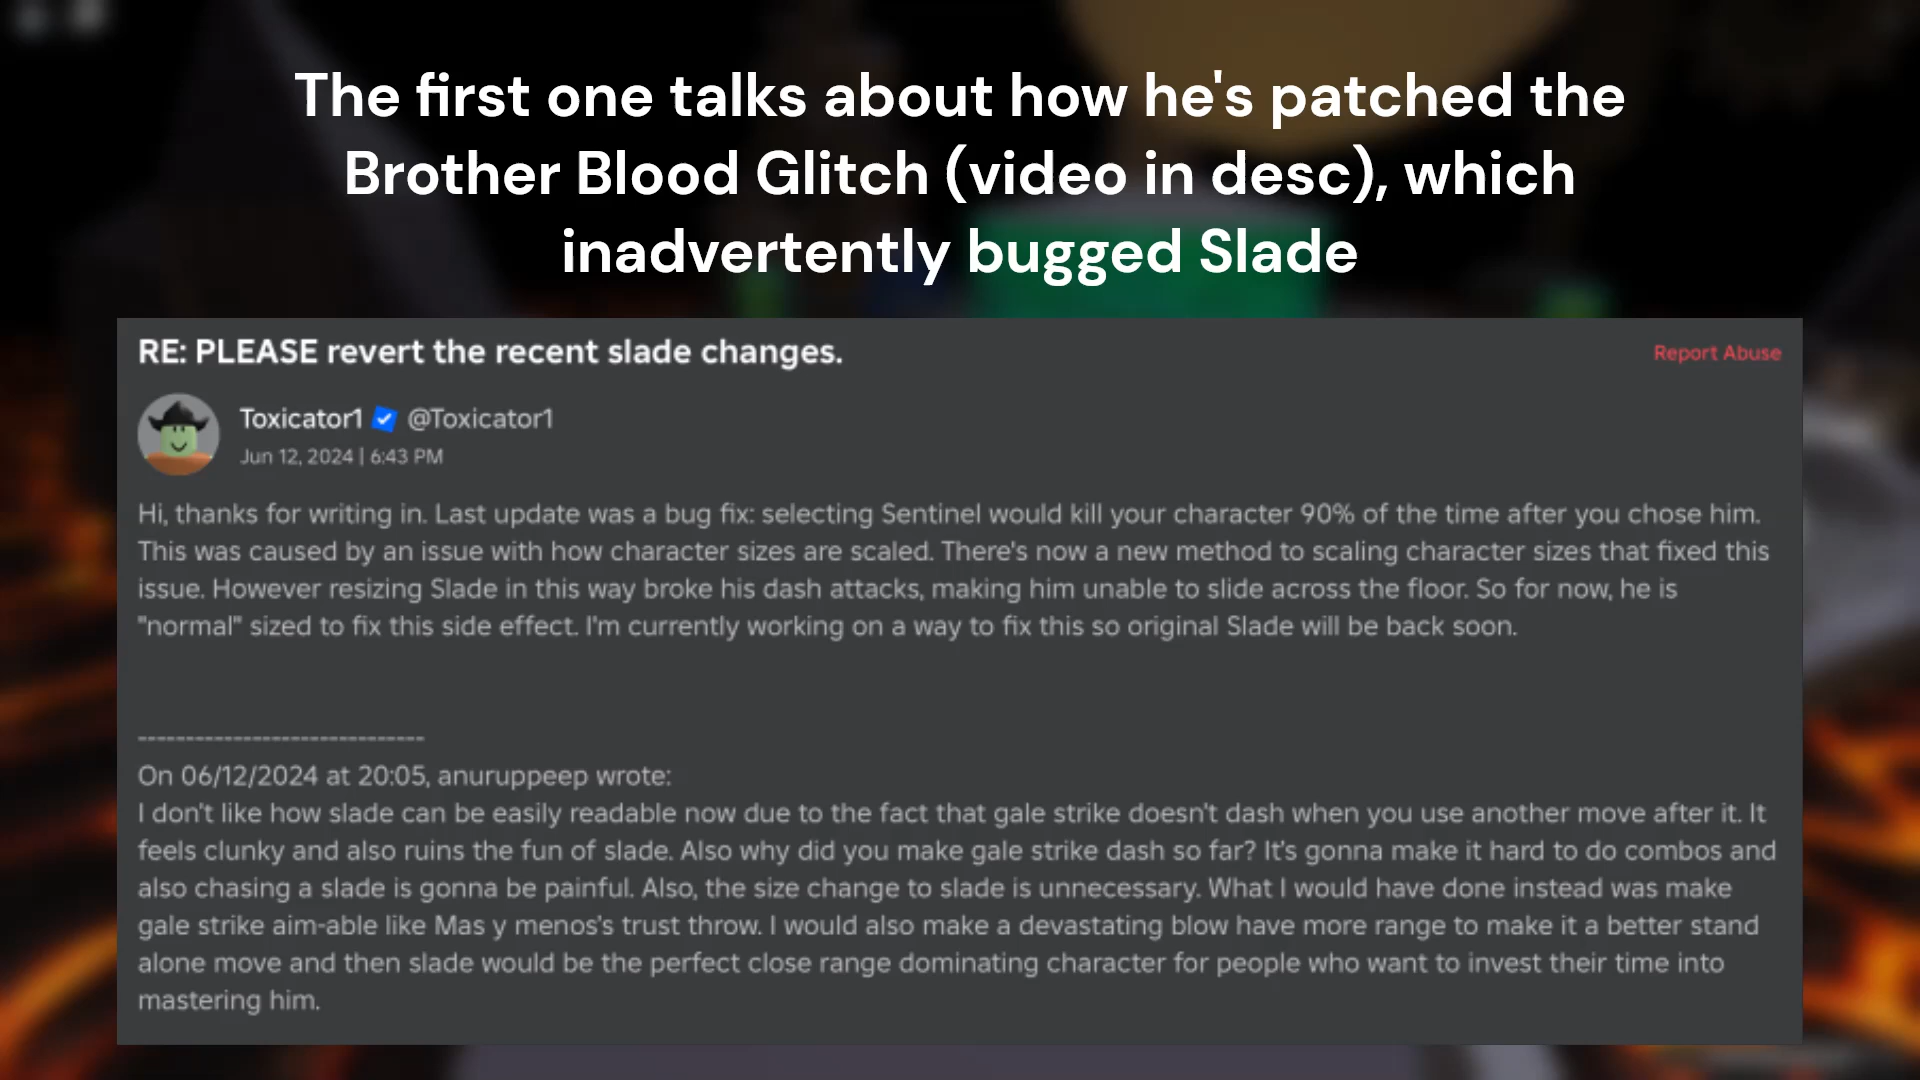 The first one talks about how he's patched the
Brother Blood Glitch (video in desc), which
inadvertently bugged Slade
RE: PLEASE revert the recent slade changes.
Report Abuse
Toxicator1 @Toxicator1
Jun 12, 2024 | 6:43 PM
Hi, thanks for writing in. Last update was a bug fix: selecting Sentinel would kill your character 90% of the time after you chose him.
This was caused by an issue with how character sizes are scaled. There's now a new method to scaling character sizes that fixed this
issue. However resizing Slade in this way broke his dash attacks, making him unable to slide across the floor. So for now, he is
"normal" sized to fix this side effect. I'm currently working on a way to fix this so original Slade will be back soon.
------------------------------
On 06/12/2024 at 20:05, anuruppeep wrote:
I don't like how slade can be easily readable now due to the fact that gale strike doesn't dash when you use another move after it. It
feels clunky and also ruins the fun of slade. Also why did you make gale strike dash so far? It's gonna make it hard to do combos and
also chasing a slade is gonna be painful. Also, the size change to slade is unnecessary. What I would have done instead was make
gale strike aim-able like Mas y menos's trust throw. I would also make a devastating blow have more range to make it a better stand
alone move and then slade would be the perfect close range dominating character for people who want to invest their time into
mastering him.